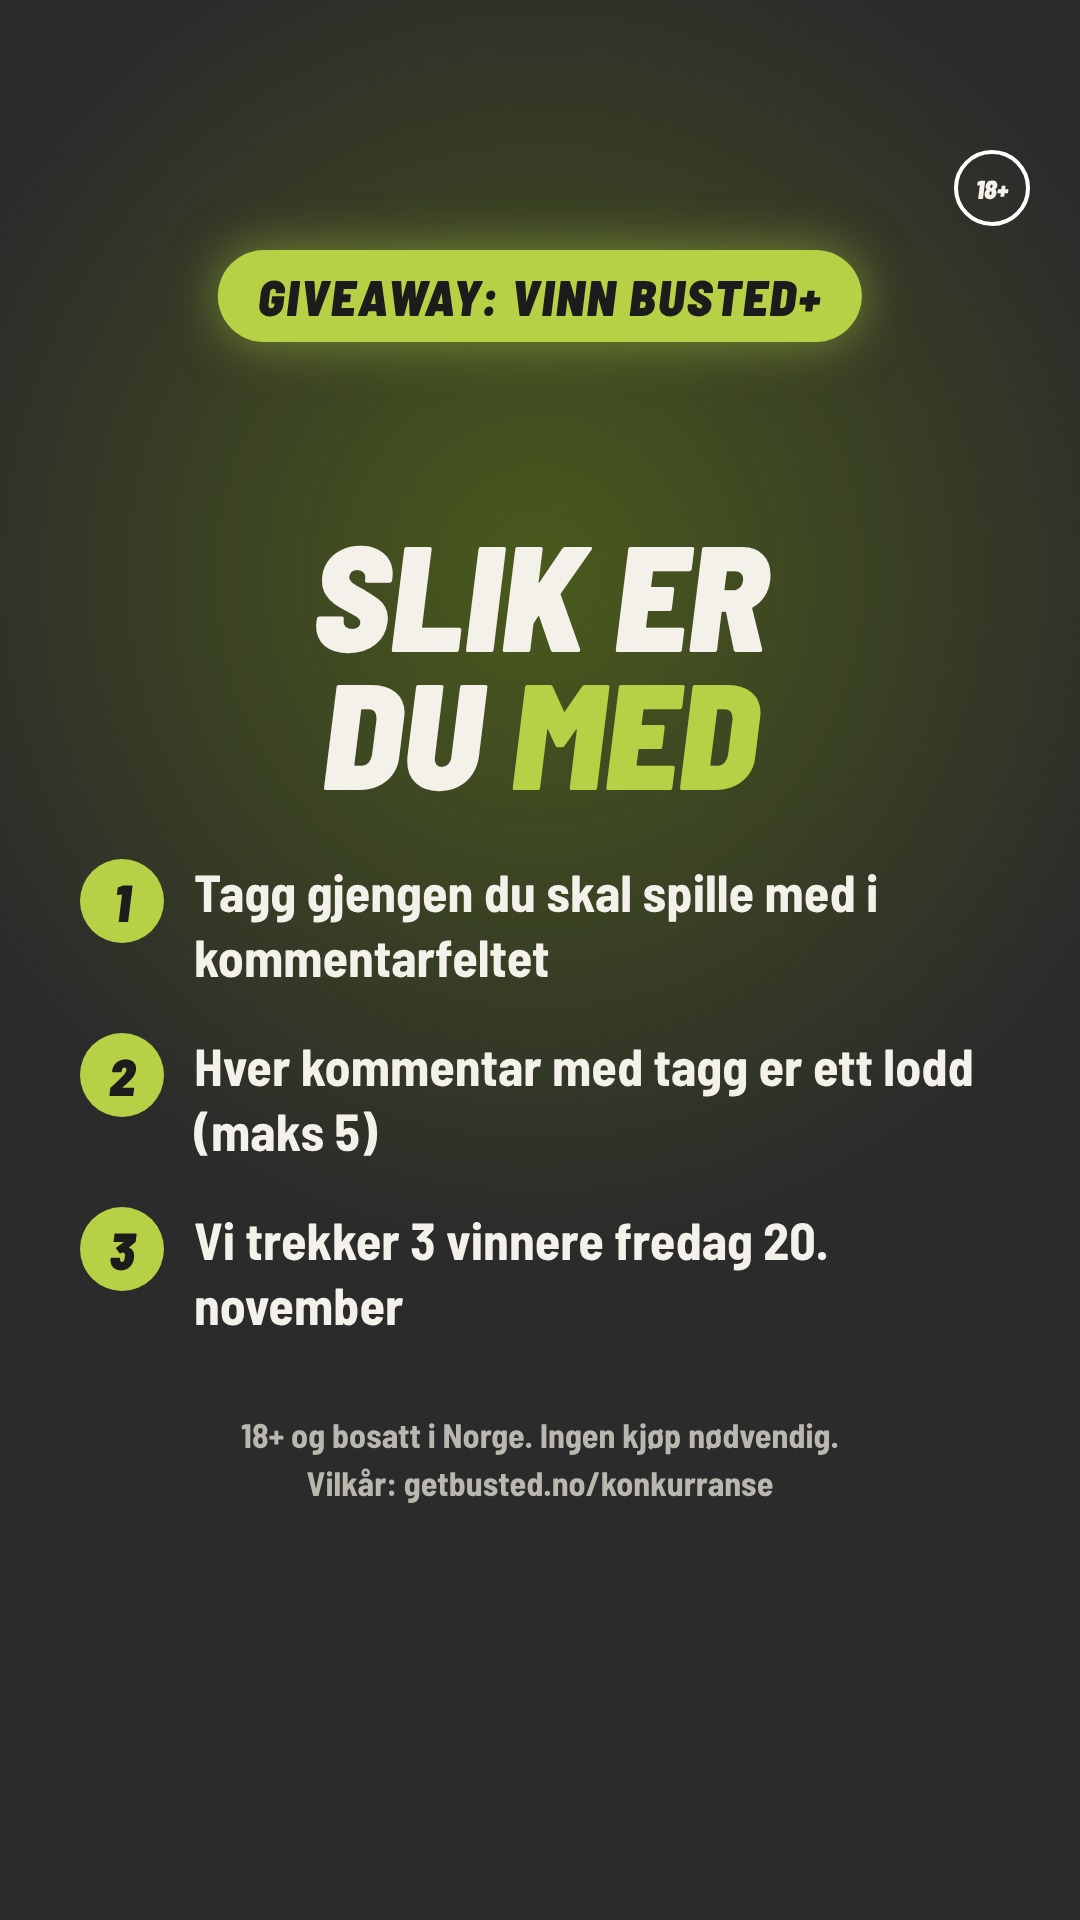 18+
GIVEAWAY: VINN BUSTED+
SLIK ER
DU MED
1 Tagg gjengen du skal spille med i
kommentarfeltet
2 Hver kommentar med tagg er ett lodd
(maks 5)
3 Vi trekker 3 vinnere fredag 20.
november
18+ og bosatt i Norge. Ingen kjøp nødvendig.
Vilkår: getbusted.no/konkurranse